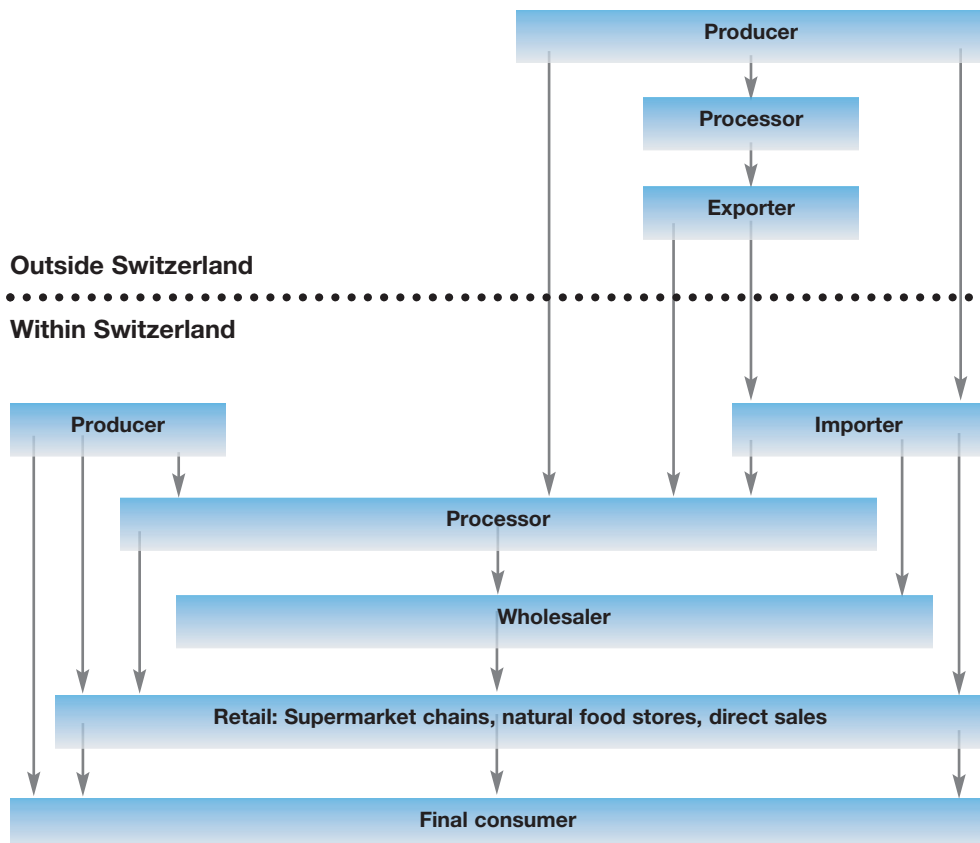 Producer
Processor
Exporter
Outside Switzerland
Within Switzerland
Producer
Importer
Processor
Wholesaler
Retail: Supermarket chains, natural food stores, direct sales
Final consumer